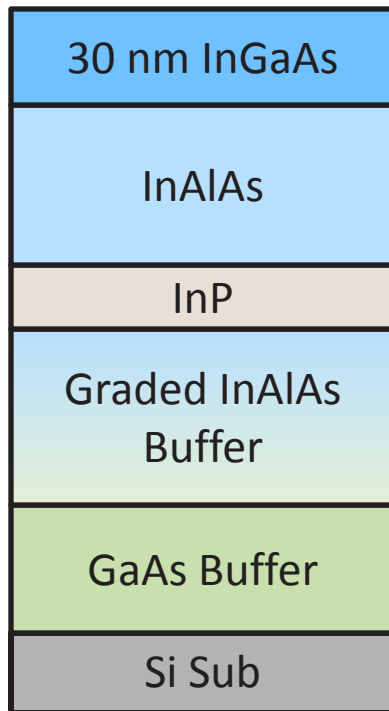 30 nm InGaAs
InAlAs
InP
Graded InAlAs
Buffer
GaAs Buffer
Si Sub